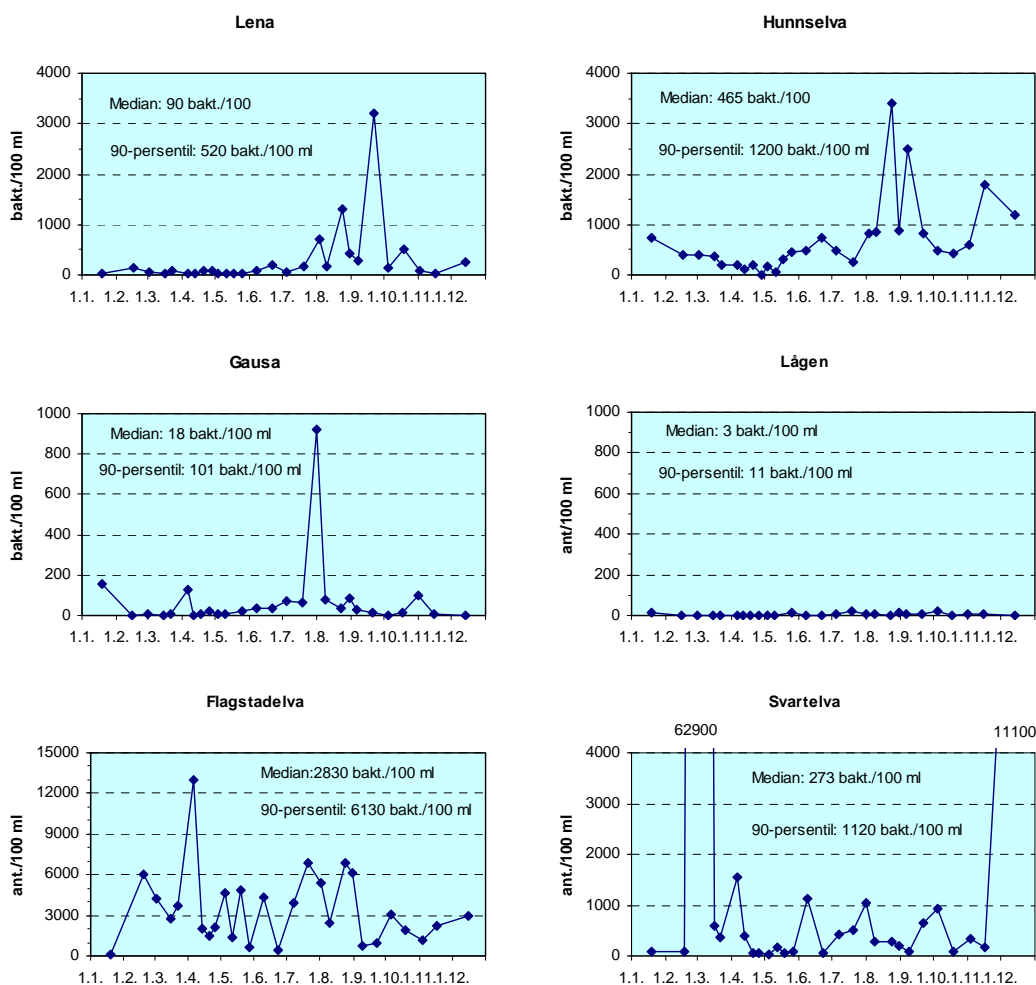 Lena
bakt./100 ml
4000
3000
2000
1000
0
Median: 90 bakt./100
90-persentil: 520 bakt./100 ml
1.1. 1.2. 1.3. 1.4. 1.5. 1.6. 1.7. 1.8. 1.9. 1.10.1.11.1.12.
Hunnselva
bakt./100 ml
4000
3000
2000
1000
0
Median: 465 bakt./100
90-persentil: 1200 bakt./100 ml
1.1. 1.2. 1.3. 1.4. 1.5. 1.6. 1.7. 1.8. 1.9. 1.10.1.11.1.12.
Gausa
bakt./100 ml
1000
800
600
400
200
0
Median: 18 bakt./100 ml
90-persentil: 101 bakt./100 ml
1.1. 1.2. 1.3. 1.4. 1.5. 1.6. 1.7. 1.8. 1.9. 1.10.1.11.1.12.
Lågen
ant/100 ml
1000
800
600
400
200
0
Median: 3 bakt./100 ml
90-persentil: 11 bakt./100 ml
1.1. 1.2. 1.3. 1.4. 1.5. 1.6. 1.7. 1.8. 1.9. 1.10.1.11.1.12.
Flagstadelva
ant./100 ml
15000
12000
9000
6000
3000
0
Median:2830 bakt./100 ml
90-persentil: 6130 bakt./100 ml
1.1. 1.2. 1.3. 1.4. 1.5. 1.6. 1.7. 1.8. 1.9. 1.10.1.11.1.12.
Svartelva
62900
11100
ant./100 ml
4000
3000
2000
1000
0
Median: 273 bakt./100 ml
90-persentil: 1120 bakt./100 ml
1.1. 1.2. 1.3. 1.4. 1.5. 1.6. 1.7. 1.8. 1.9. 1.10.1.11.1.12.